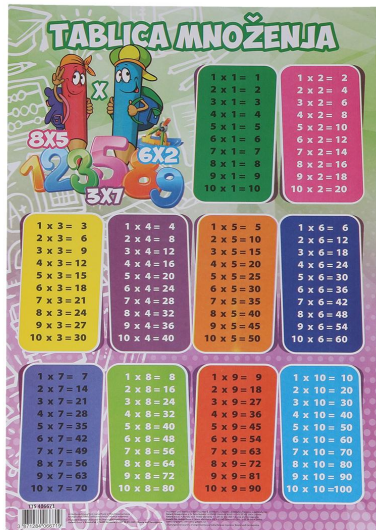 TABLICA MNOŽENJA
x
8X5
6X2
3X7
1235
89
1 x 1 = 1
2 x 1 = 2
3 x 1 = 3
4 x 1 = 4
5 x 1 = 5
6 x 1 = 6
7 x 1 = 7
8 x 1 = 8
9 x 1 = 9
10 x 1 = 10
1 x 2 = 2
2 x 2 = 4
3 x 2 = 6
4 x 2 = 8
5 x 2 = 10
6 x 2 = 12
7 x 2 = 14
8 x 2 = 16
9 x 2 = 18
10 x 2 = 20
1 x 3 = 3
2 x 3 = 6
3 x 3 = 9
4 x 3 = 12
5 x 3 = 15
6 x 3 = 18
7 x 3 = 21
8 x 3 = 24
9 x 3 = 27
10 x 3 = 30
1 x 4 = 4
2 x 4 = 8
3 x 4 = 12
4 x 4 = 16
5 x 4 = 20
6 x 4 = 24
7 x 4 = 28
8 x 4 = 32
9 x 4 = 36
10 x 4 = 40
1 x 5 = 5
2 x 5 = 10
3 x 5 = 15
4 x 5 = 20
5 x 5 = 25
6 x 5 = 30
7 x 5 = 35
8 x 5 = 40
9 x 5 = 45
10 x 5 = 50
1 x 6 = 6
2 x 6 = 12
3 x 6 = 18
4 x 6 = 24
5 x 6 = 30
6 x 6 = 36
7 x 6 = 42
8 x 6 = 48
9 x 6 = 54
10 x 6 = 60
1 x 7 = 7
2 x 7 = 14
3 x 7 = 21
4 x 7 = 28
5 x 7 = 35
6 x 7 = 42
7 x 7 = 49
8 x 7 = 56
9 x 7 = 63
10 x 7 = 70
1 x 8 = 8
2 x 8 = 16
3 x 8 = 24
4 x 8 = 32
5 x 8 = 40
6 x 8 = 48
7 x 8 = 56
8 x 8 = 64
9 x 8 = 72
10 x 8 = 80
1 x 9 = 9
2 x 9 = 18
3 x 9 = 27
4 x 9 = 36
5 x 9 = 45
6 x 9 = 54
7 x 9 = 63
8 x 9 = 72
9 x 9 = 81
10 x 9 = 90
1 x 10 = 10
2 x 10 = 20
3 x 10 = 30
4 x 10 = 40
5 x 10 = 50
6 x 10 = 60
7 x 10 = 70
8 x 10 = 80
9 x 10 = 90
10 x 10 =100